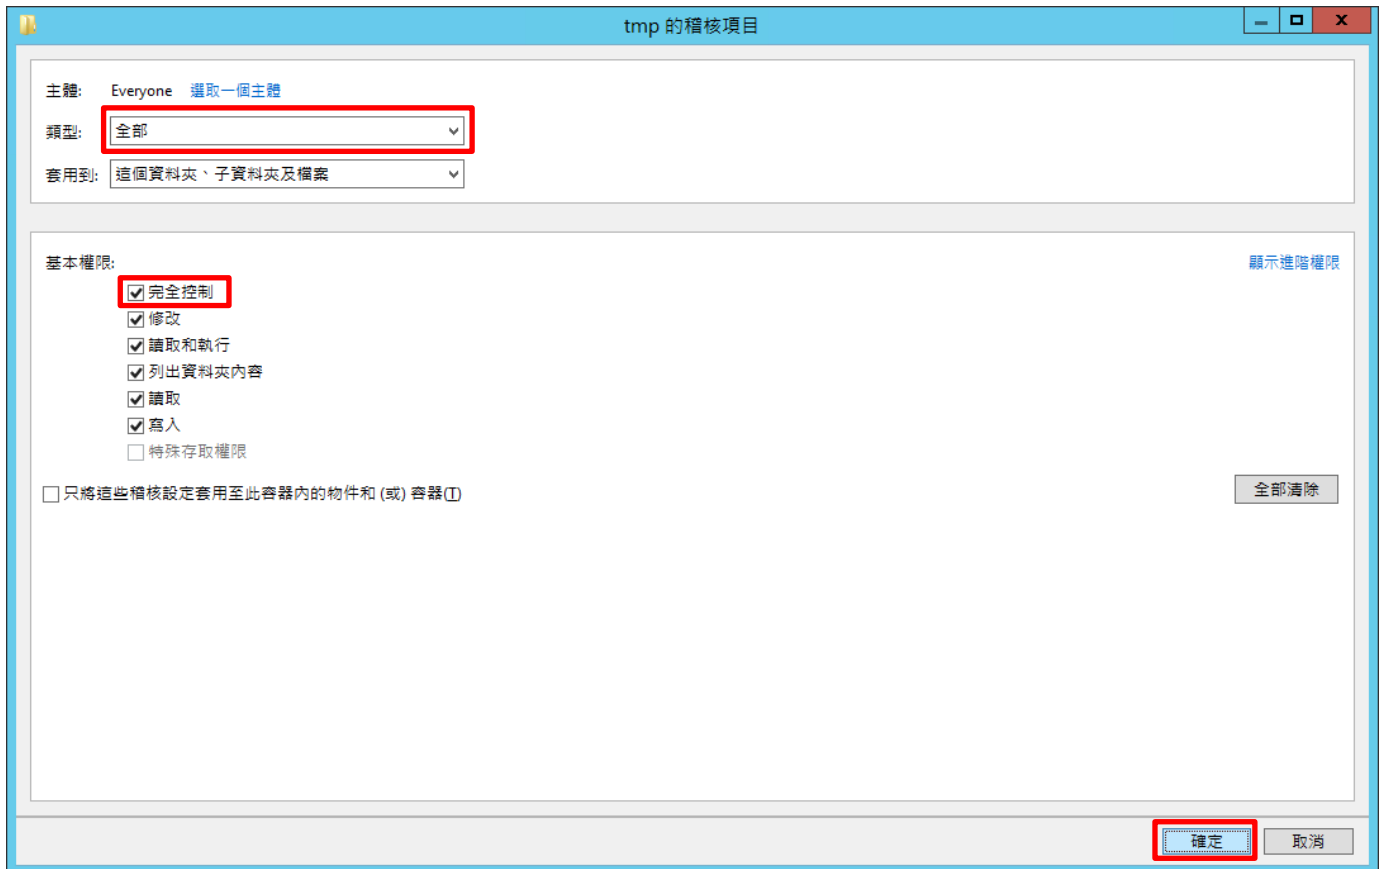 tmp 的稽核項目
主體: Everyone 選取一個主體
類型: 全部
套用到: 這個資料夾、子資料夾及檔案
基本權限: 顯示進階權限
完全控制
修改
讀取和執行
列出資料夾內容
讀取
寫入
特殊存取權限
只將這些稽核設定套用至此容器內的物件和 (或) 容器(T)
全部清除
確定 取消